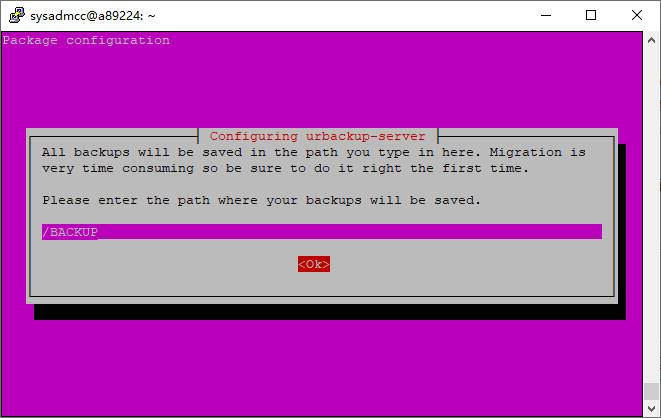 sysadmcc@a89224: ~
Package configuration
Configuring urbackup-server
All backups will be saved in the path you type in here. Migration is
very time consuming so be sure to do it right the first time.
Please enter the path where your backups will be saved.
/BACKUP
<Ok>